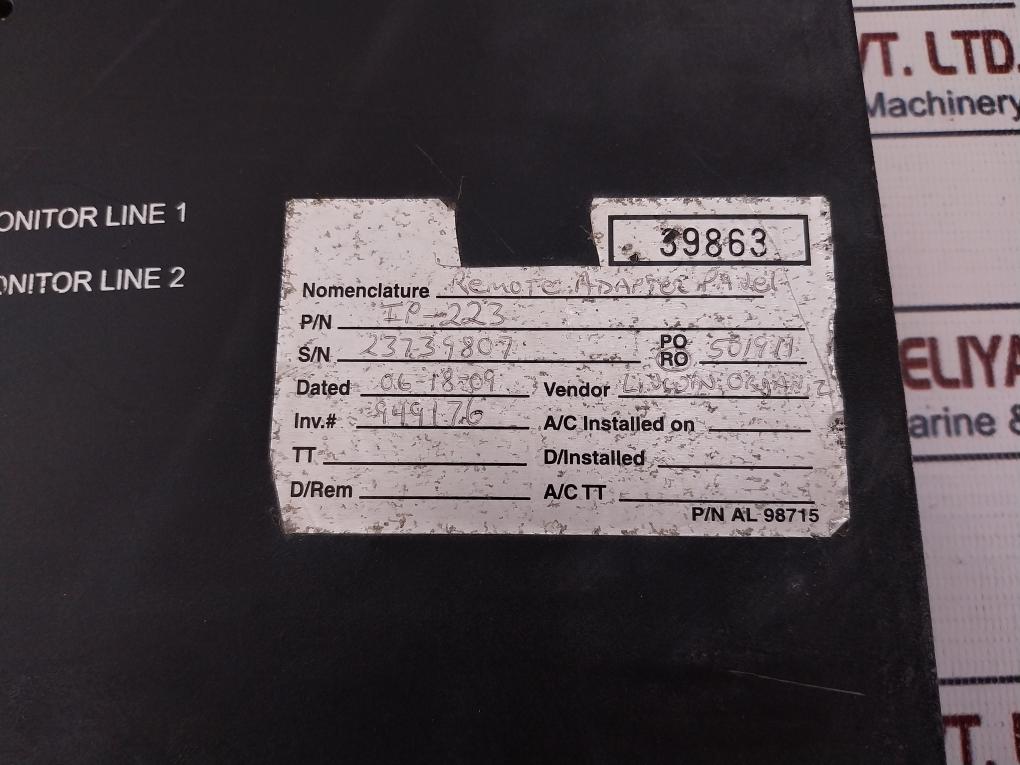 VT. LTD.
Machinery
ONITOR LINE 1
ONITOR LINE 2
39863
Nomenclature Remote Adapter Panel
P/N IP-223
S/N 23739807 PO RO
Dated 06-18-09 Vendor
Inv.# 949176 A/C Installed on
TT D/Installed
D/Rem A/C TT
P/N AL 98715
ELIYA
arine &
T. L